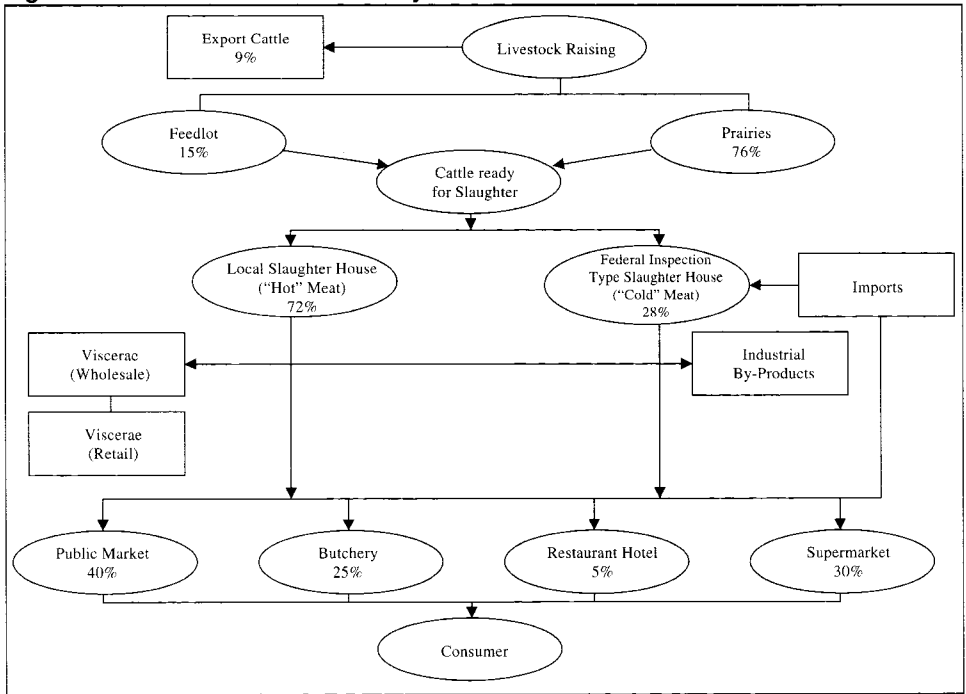 Export Cattle
9%
Livestock Raising
Feedlot
15%
Prairies
76%
Cattle ready
for Slaughter
Local Slaughter House
("Hot" Meat)
72%
Federal Inspection
Type Slaughter House
("Cold" Meat)
28%
Imports
Viscerae
(Wholesale)
Industrial
By-Products
Viscerae
(Retail)
Public Market
40%
Butchery
25%
Restaurant Hotel
5%
Supermarket
30%
Consumer